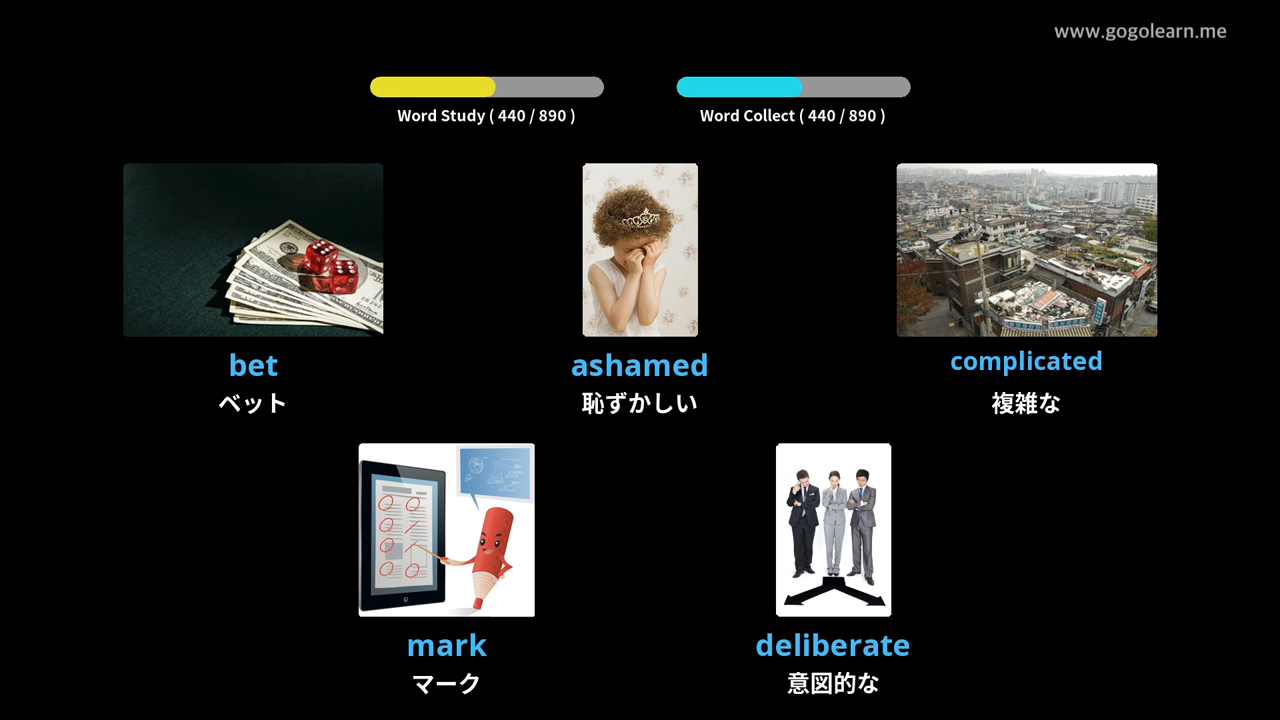 www.gogolearn.me
Word Study ( 440 / 890 )
Word Collect ( 440 / 890 )
bet
ベット
ashamed
恥ずかしい
complicated
複雑な
mark
マーク
deliberate
意図的な